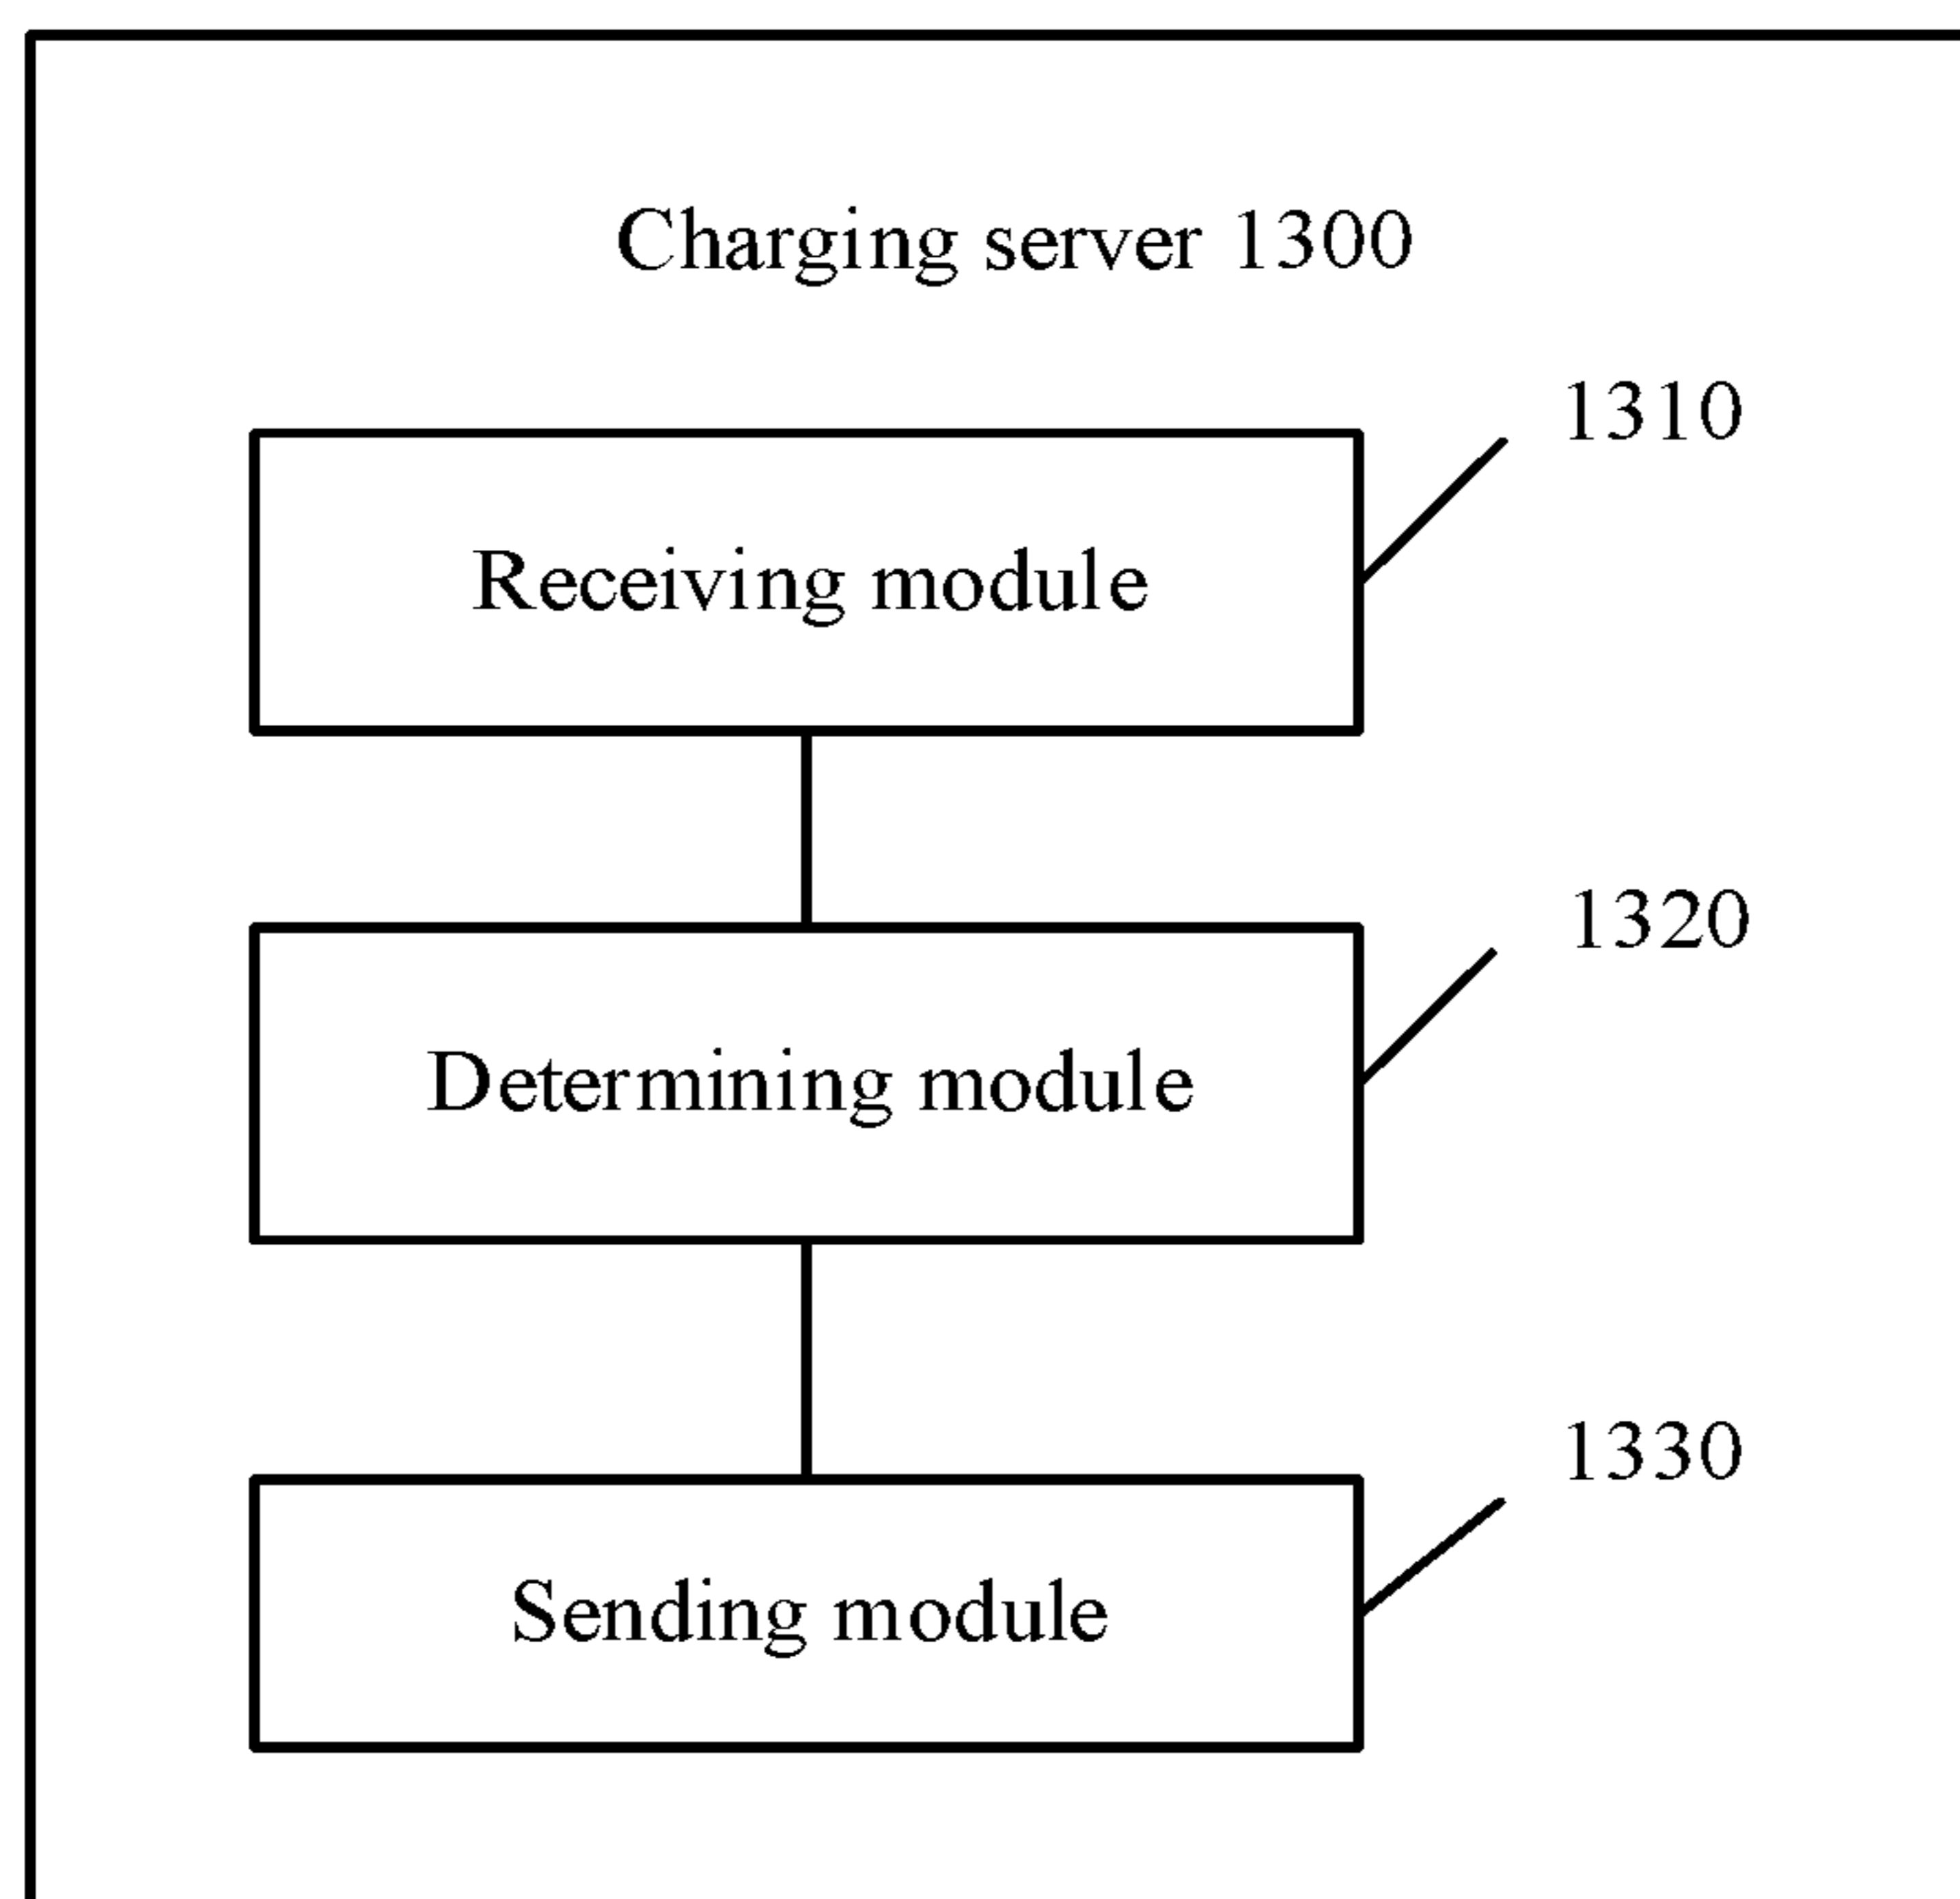 Charging server 1300
1310
Receiving module
1320
Determining module
1330
Sending module